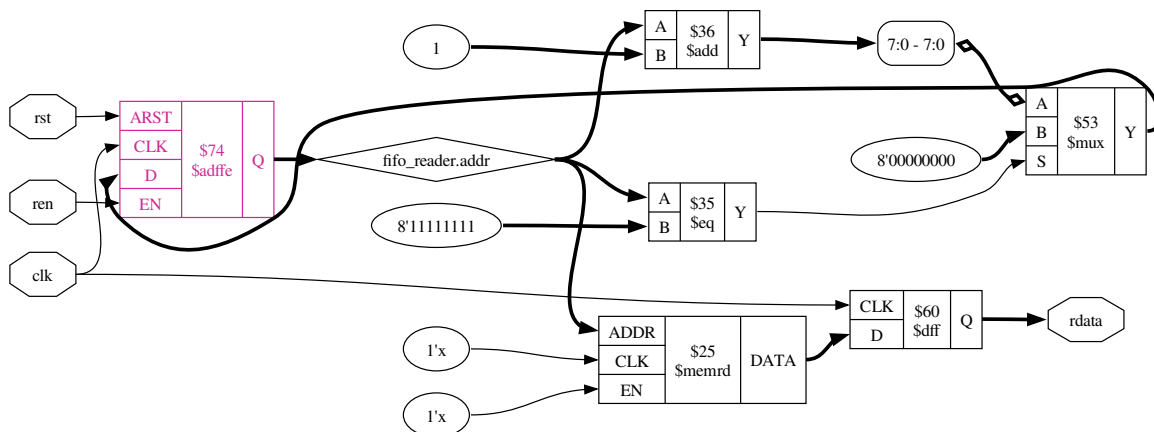 rst
ren
clk
ARST
CLK
D
EN
$74
$adffe
Q
fifo_reader.addr
1
A
B
$36
$add
Y
7:0 - 7:0
8'11111111
A
B
$35
$eq
Y
8'00000000
A
B
S
$53
$mux
Y
1'x
1'x
ADDR
CLK
EN
$25
$memrd
DATA
CLK
D
$60
$dff
Q
rdata